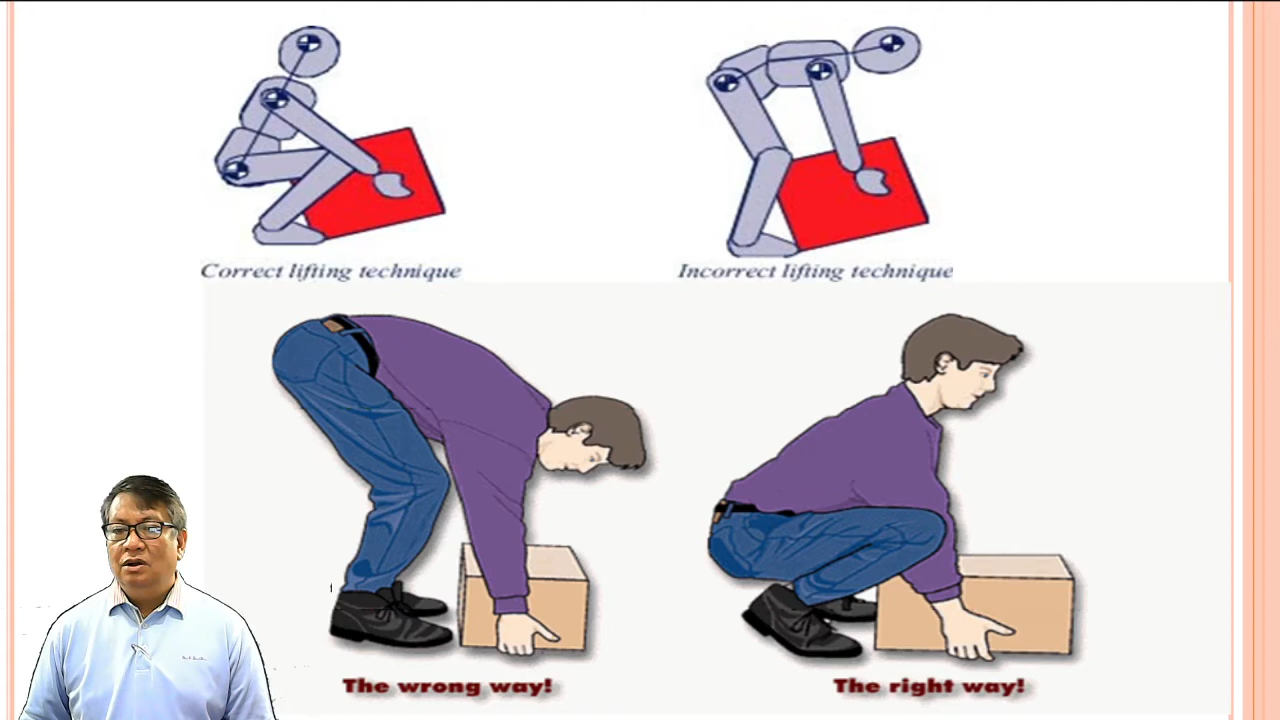 Correct lifting technique
Incorrect lifting technique
The wrong way!
The right way!